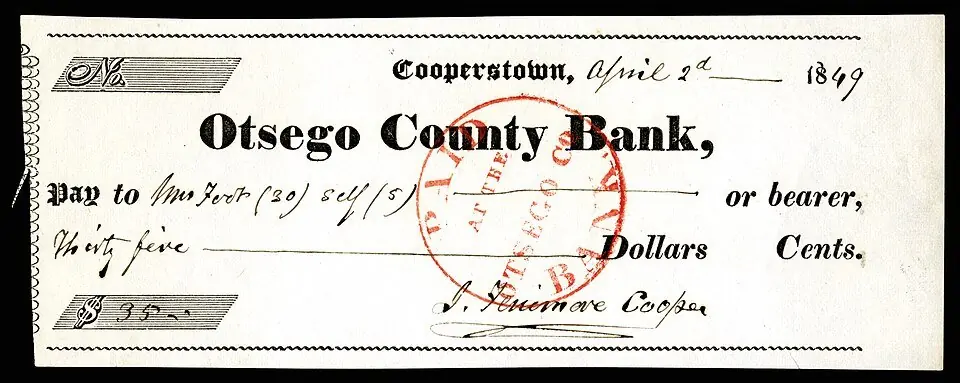 No.
Cooperstown, April 2d 1849
Otsego County Bank,
Pay to Mrs Foot (30) self (5) or bearer,
Thirty five Dollars Cents.
$ 35
J. Fenimore Cooper
PAID
AT THE
OTSEGO CO.
BANK